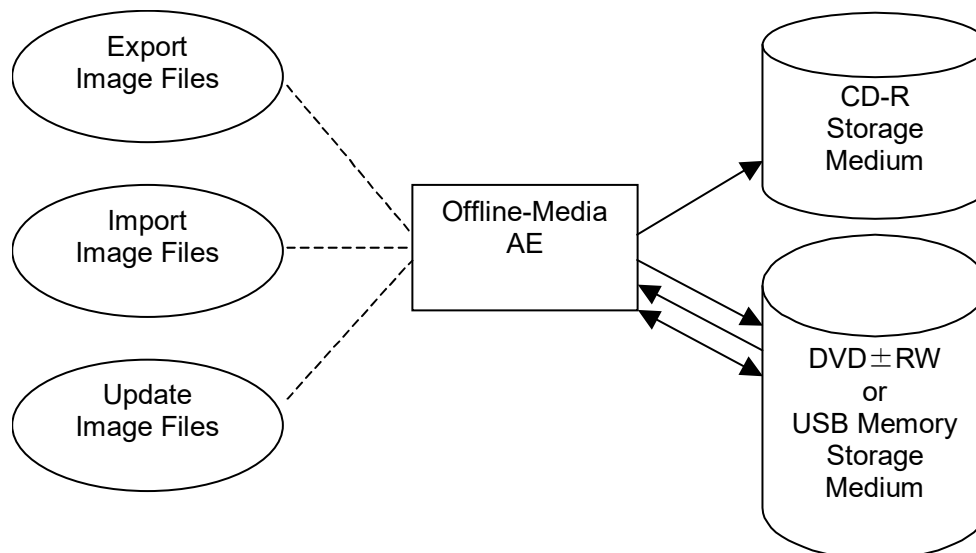 Export
Image Files
Import
Image Files
Update
Image Files
Offline-Media
AE
CD-R
Storage
Medium
DVD±RW
or
USB Memory
Storage
Medium